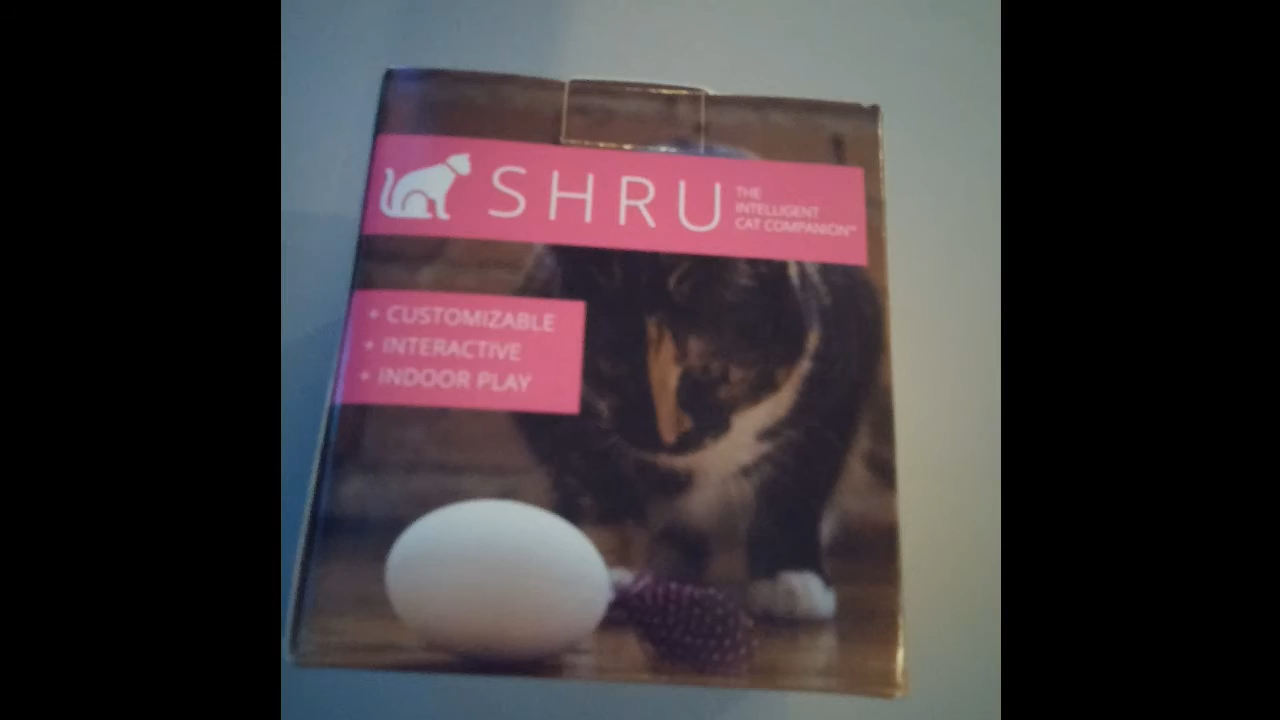 SHRU
THE
INTELLIGENT
CAT COMPANION™
• CUSTOMIZABLE
• INTERACTIVE
• INDOOR PLAY